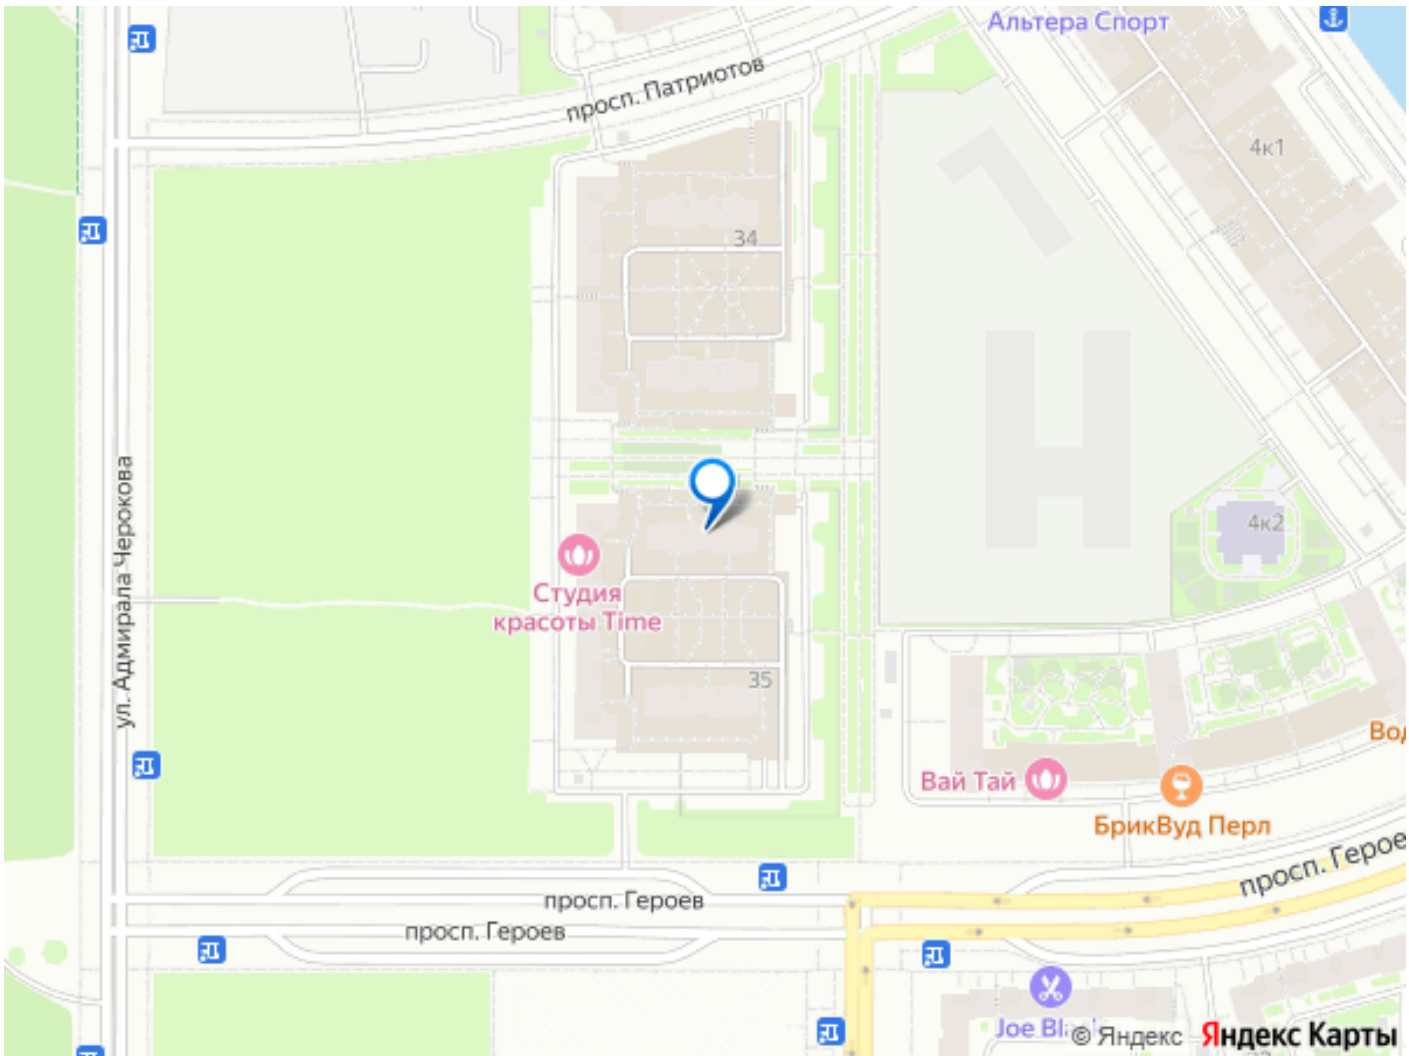 Альтера Спорт
просп. Патриотов
4к1
34
ул. Адмирала Черокова
4к2
Студия
красоты Time
35
Вай Тай
БрикВуд Перл
просп. Герое
просп. Героев
просп. Героев
© Яндекс
Яндекс Карты